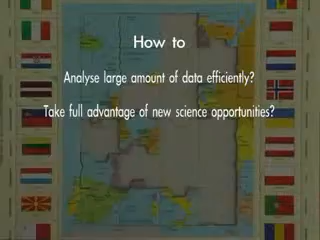 How to
Analyse large amount of data efficiently?
Take full advantage of new science opportunities?